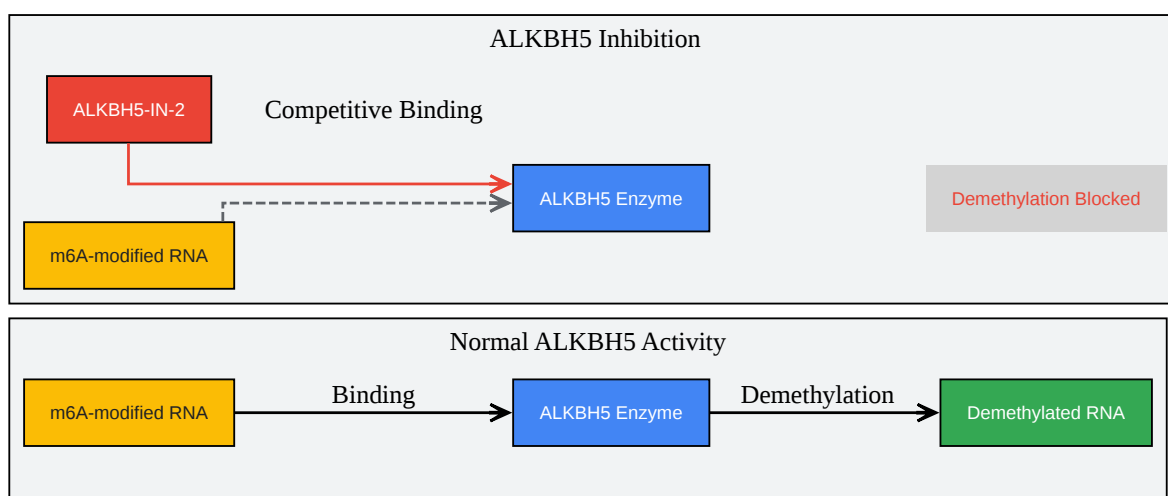 ALKBH5 Inhibition
ALKBH5-IN-2
Competitive Binding
ALKBH5 Enzyme
Demethylation Blocked
m6A-modified RNA
Normal ALKBH5 Activity
m6A-modified RNA
Binding
ALKBH5 Enzyme
Demethylation
Demethylated RNA